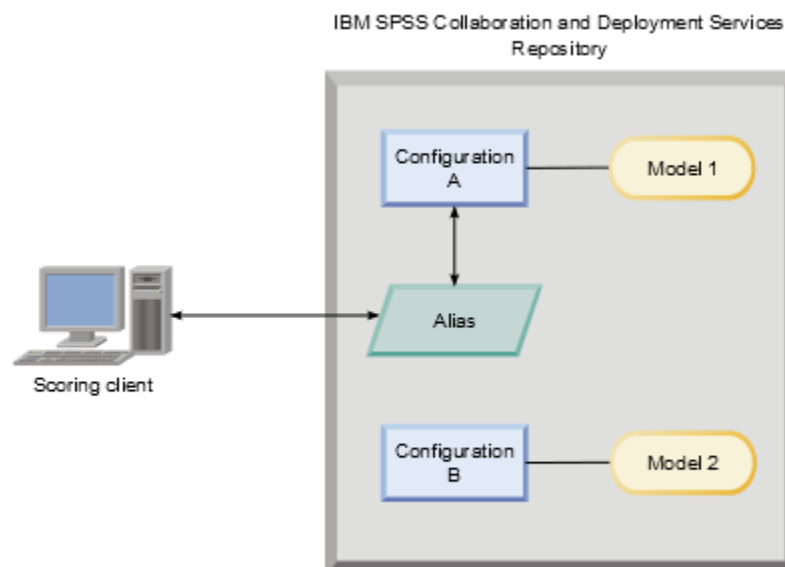 IBM SPSS Collaboration and Deployment Services
Repository
Configuration
A
Model 1
Alias
Scoring client
Configuration
B
Model 2